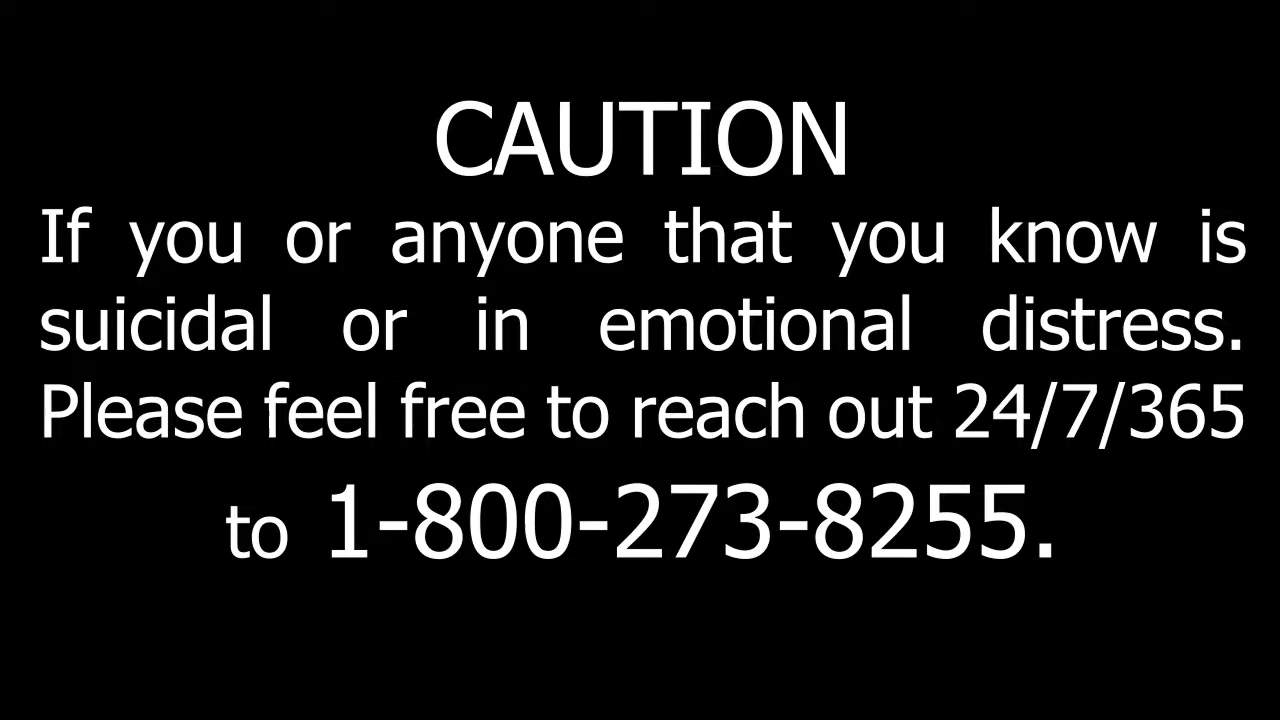 CAUTION
If you or anyone that you know is
suicidal or in emotional distress.
Please feel free to reach out 24/7/365
to 1-800-273-8255.